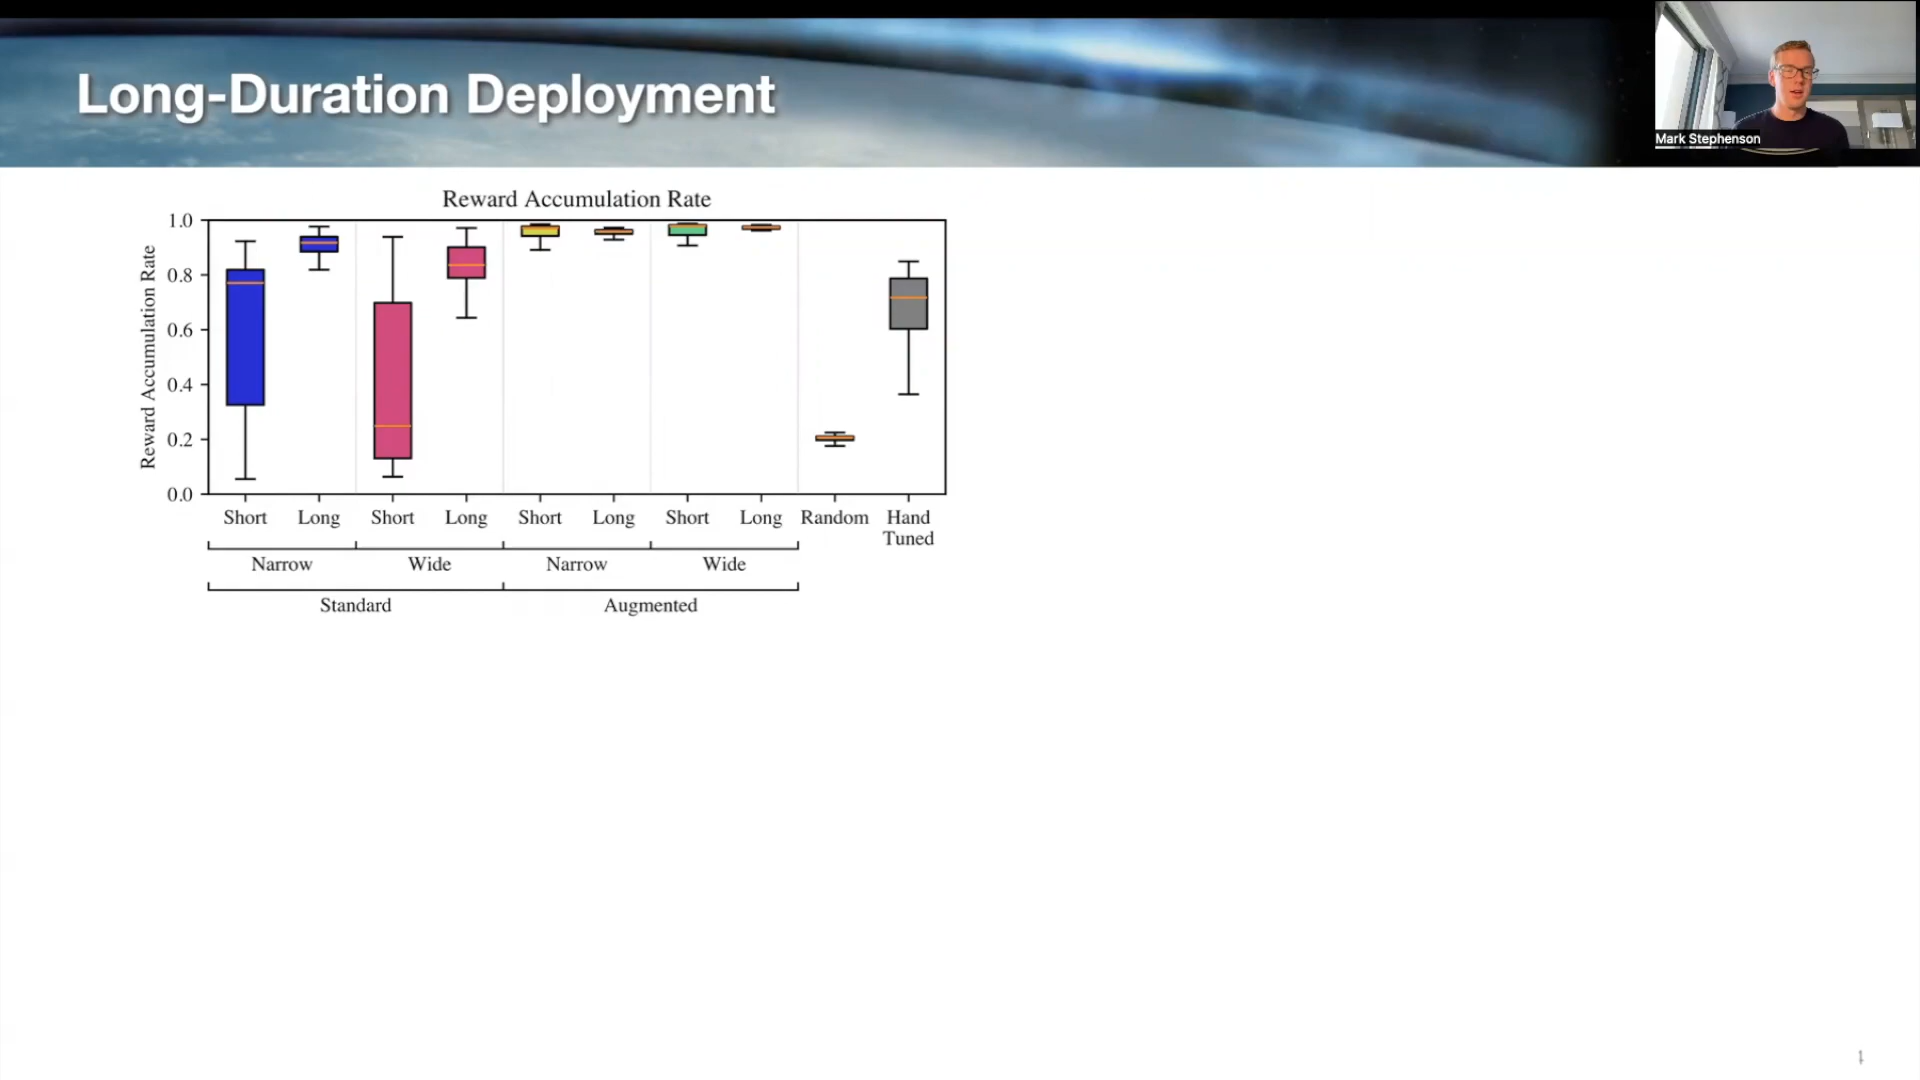 Long-Duration Deployment
Mark Stephenson
Reward Accumulation Rate
Reward Accumulation Rate
1.0
0.8
0.6
0.4
0.2
0.0
Short Long Short Long Short Long Short Long Random Hand
Tuned
Narrow Wide Narrow Wide
Standard Augmented